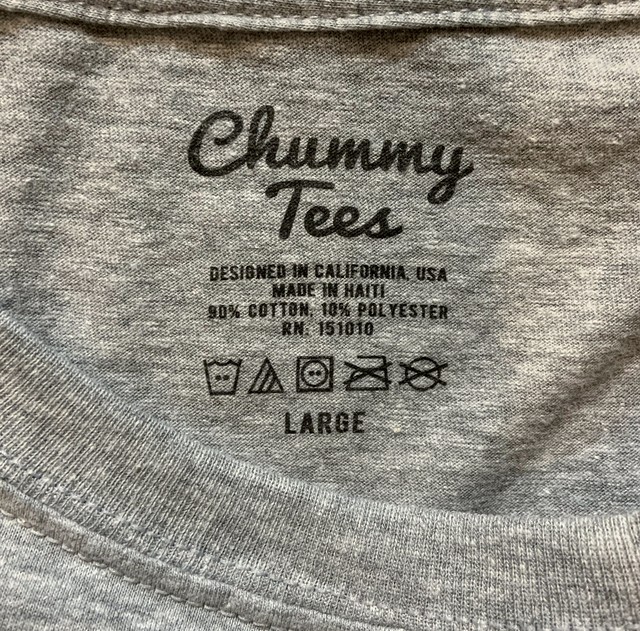 Chummy
Tees
DESIGNED IN CALIFORNIA, USA
MADE IN HAITI
90% COTTON, 10% POLYESTER
RN. 151010
LARGE